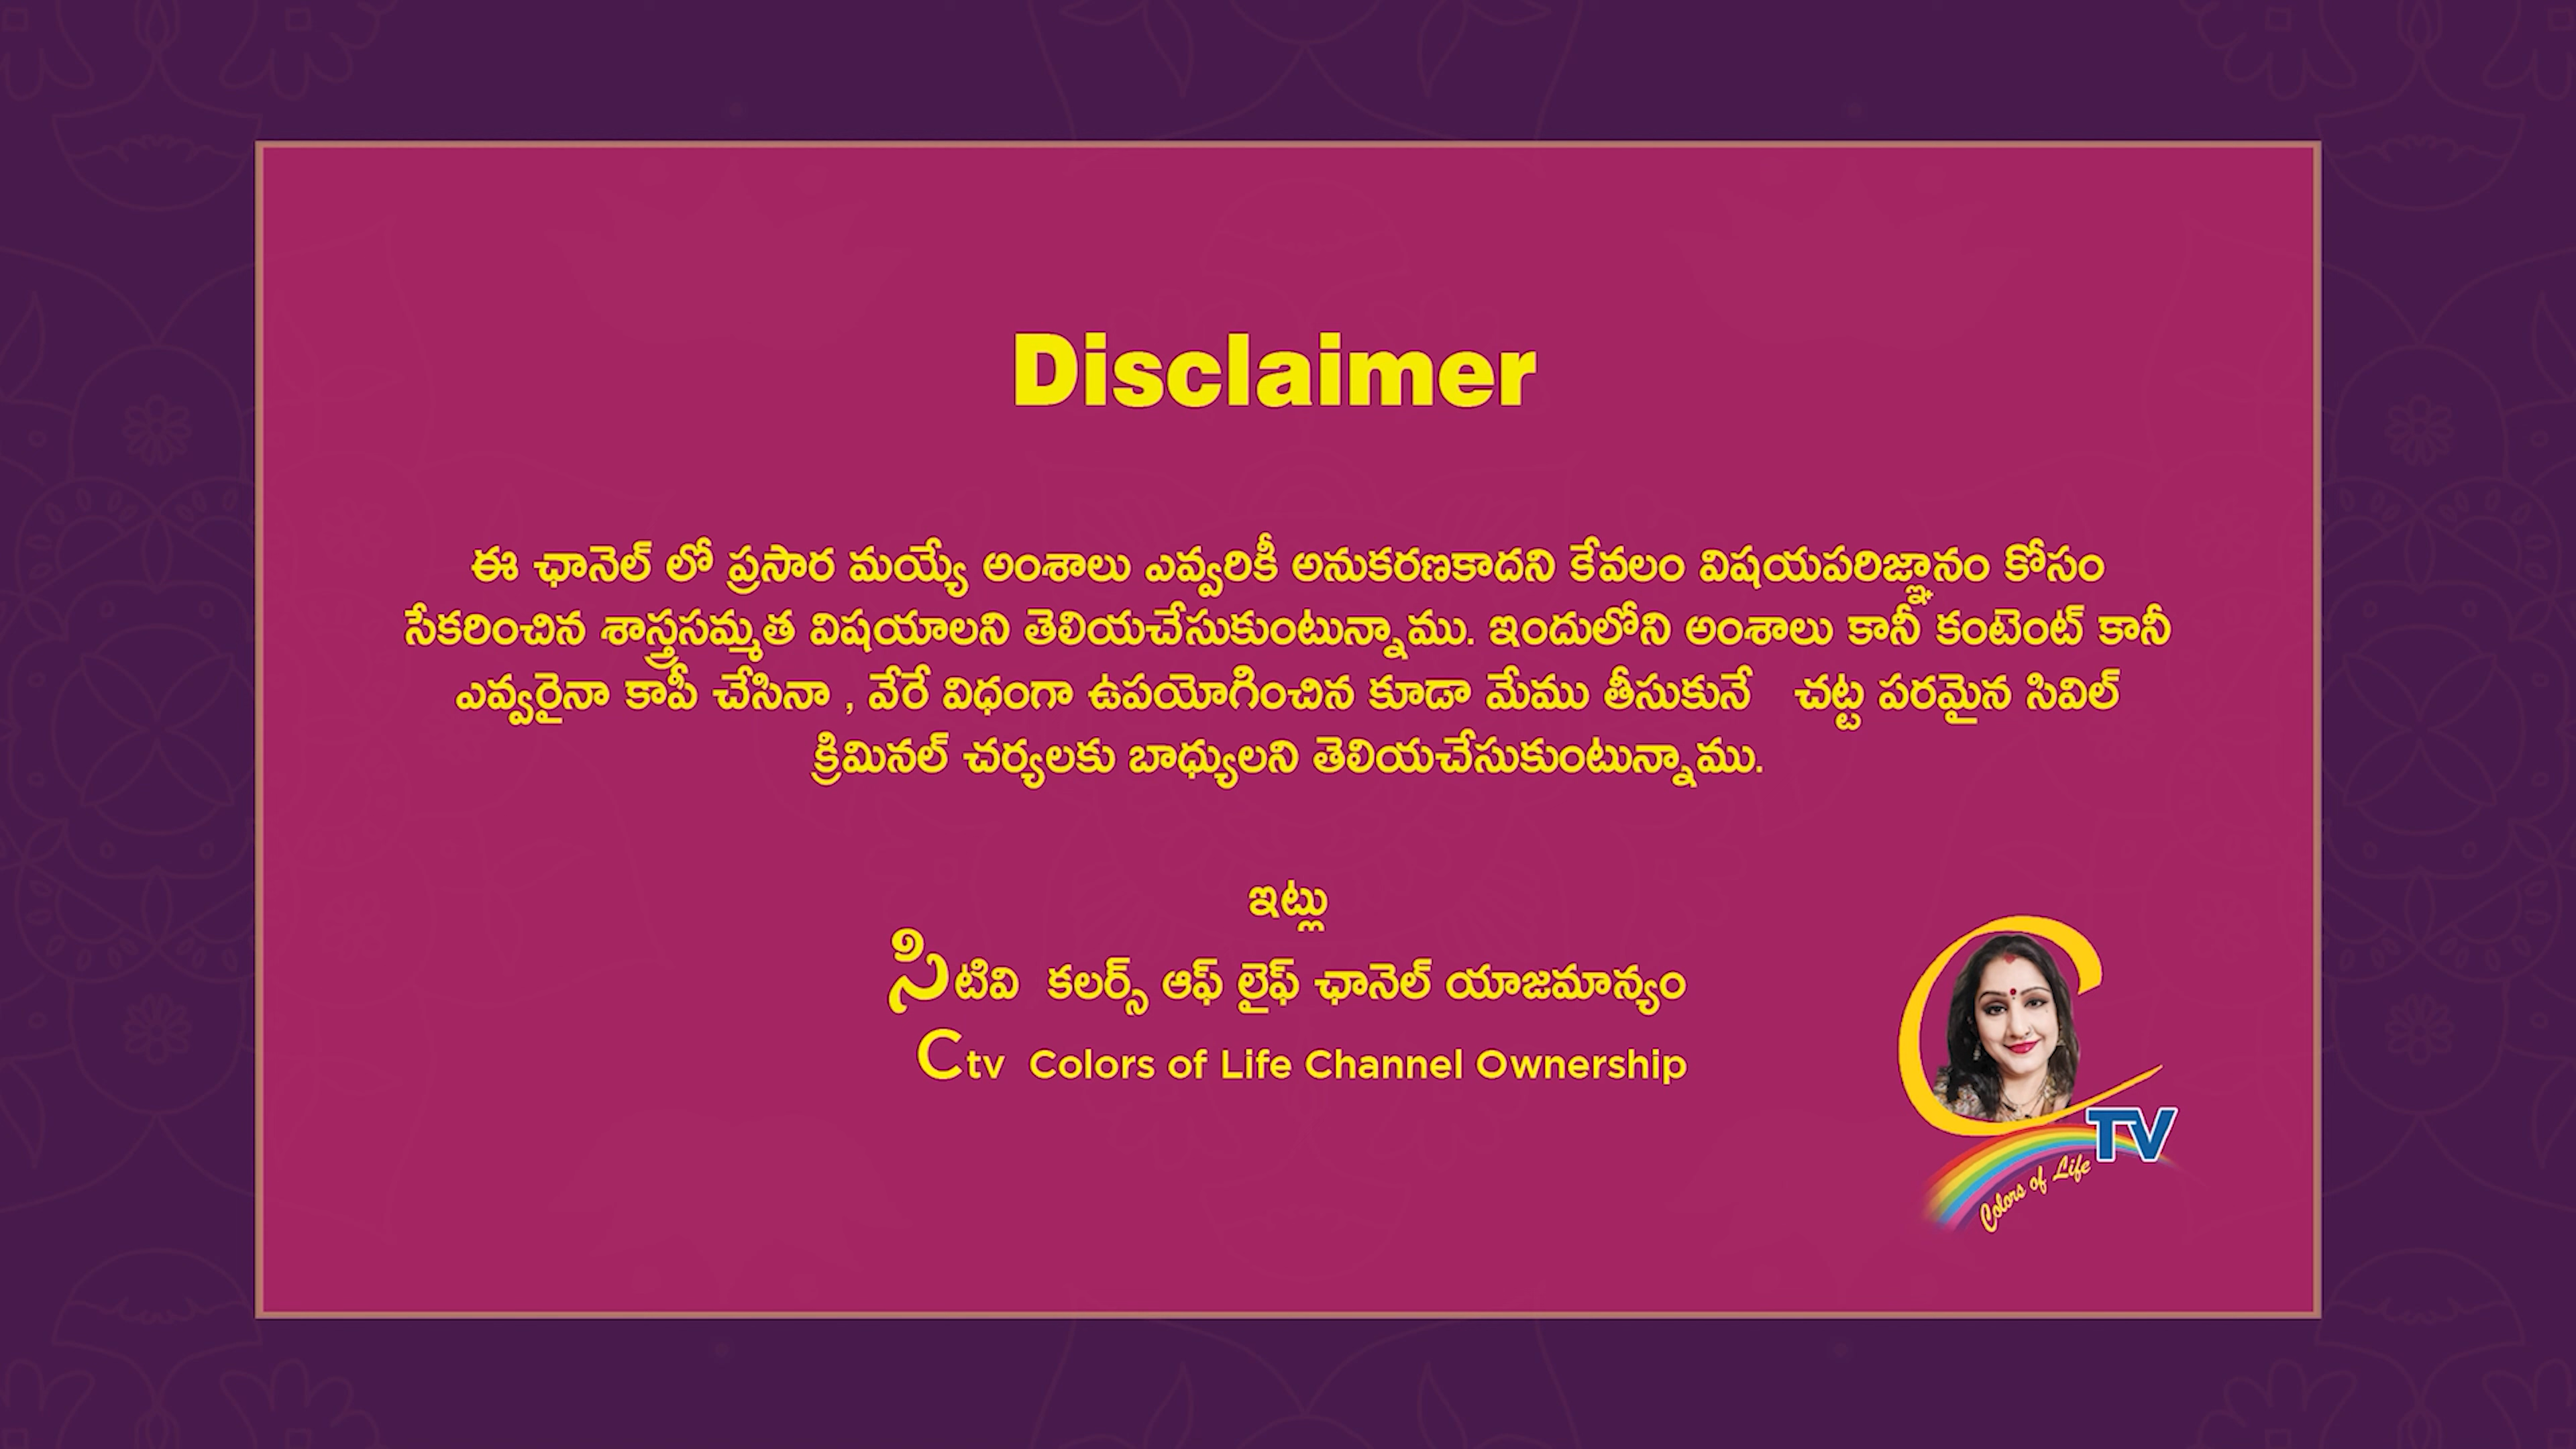 Disclaimer
ఈ ఛానెల్ లో ప్రసార మయ్యే అంశాలు ఎవ్వరికీ అనుకరణకాదని కేవలం విషయపరిజ్ఞానం కోసం
సేకరించిన శాస్త్రసమ్మత విషయాలని తెలియచేసుకుంటున్నాము. ఇందులోని అంశాలు కానీ కంటెంట్ కానీ
ఎవ్వరైనా కాపీ చేసినా , వేరే విధంగా ఉపయోగించిన కూడా మేము తీసుకునే చట్ట పరమైన సివిల్
క్రిమినల్ చర్యలకు బాధ్యులని తెలియచేసుకుంటున్నాము.
ఇట్లు
సిటివి కలర్స్ ఆఫ్ లైఫ్ ఛానెల్ యాజమాన్యం
Ctv Colors of Life Channel Ownership
C TV
Colors of Life